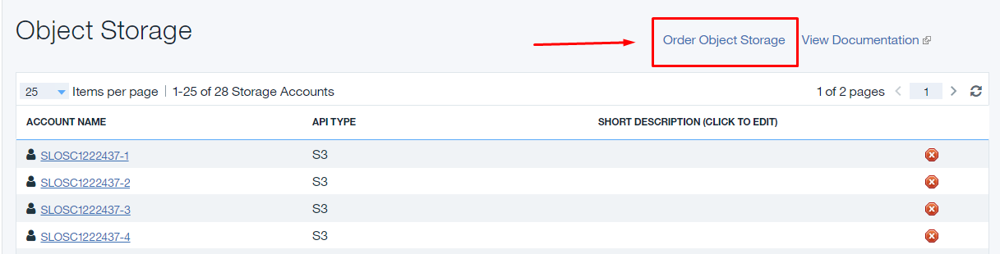 Object Storage
Order Object Storage View Documentation
25 Items per page | 1-25 of 28 Storage Accounts 1 of 2 pages 1
ACCOUNT NAME API TYPE SHORT DESCRIPTION (CLICK TO EDIT)
SLOSC1222437-1 S3
SLOSC1222437-2 S3
SLOSC1222437-3 S3
SLOSC1222437-4 S3